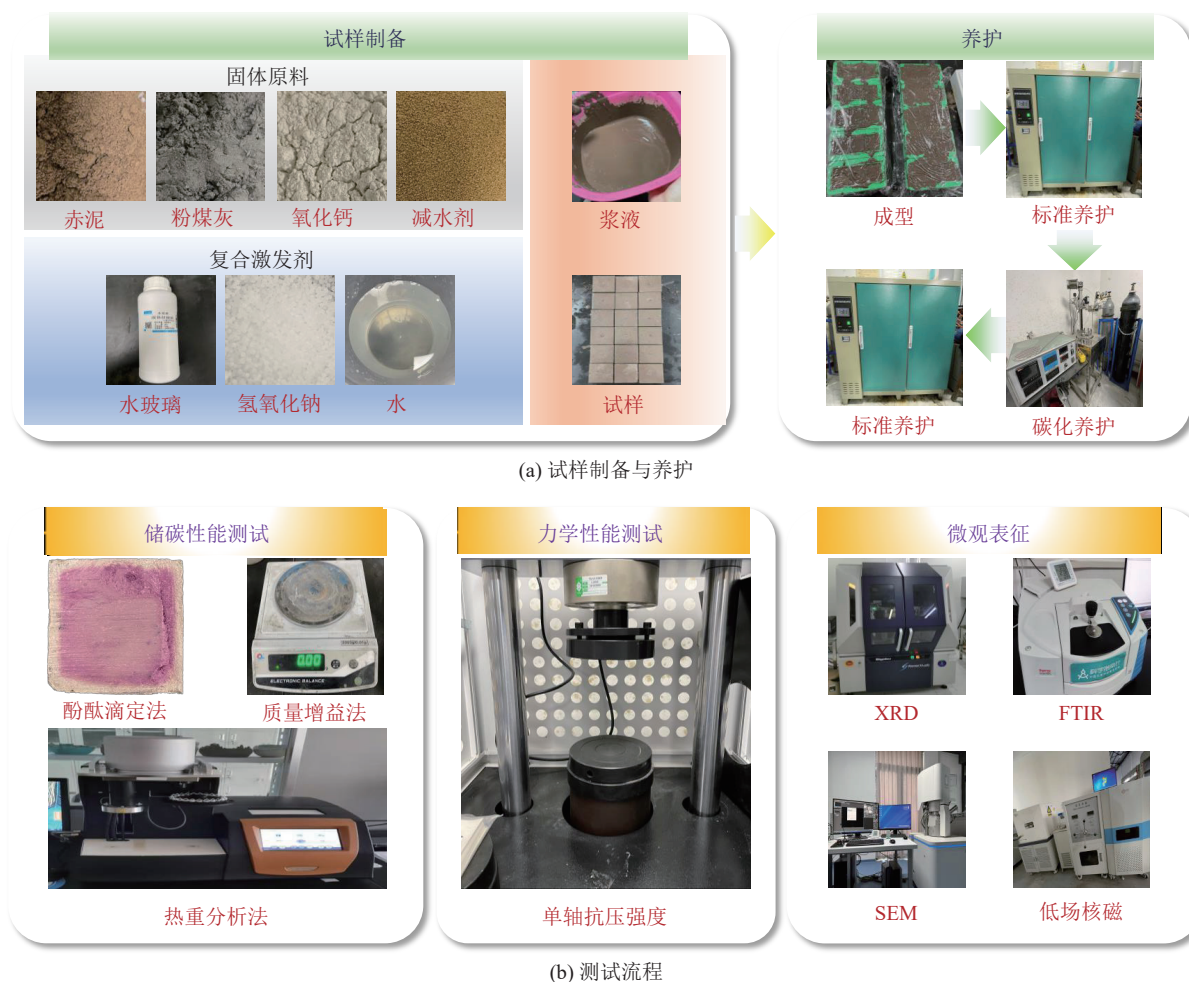 试样制备
固体原料
赤泥
粉煤灰
氧化钙
减水剂
复合激发剂
水玻璃
氢氧化钠
水
浆液
试样
养护
成型
标准养护
标准养护
碳化养护
(a) 试样制备与养护
储碳性能测试
0.00
ELECTRONIC BALANCE
酚酞滴定法
质量增益法
热重分析法
力学性能测试
单轴抗压强度
微观表征
XRD
FTIR
SEM
低场核磁
(b) 测试流程